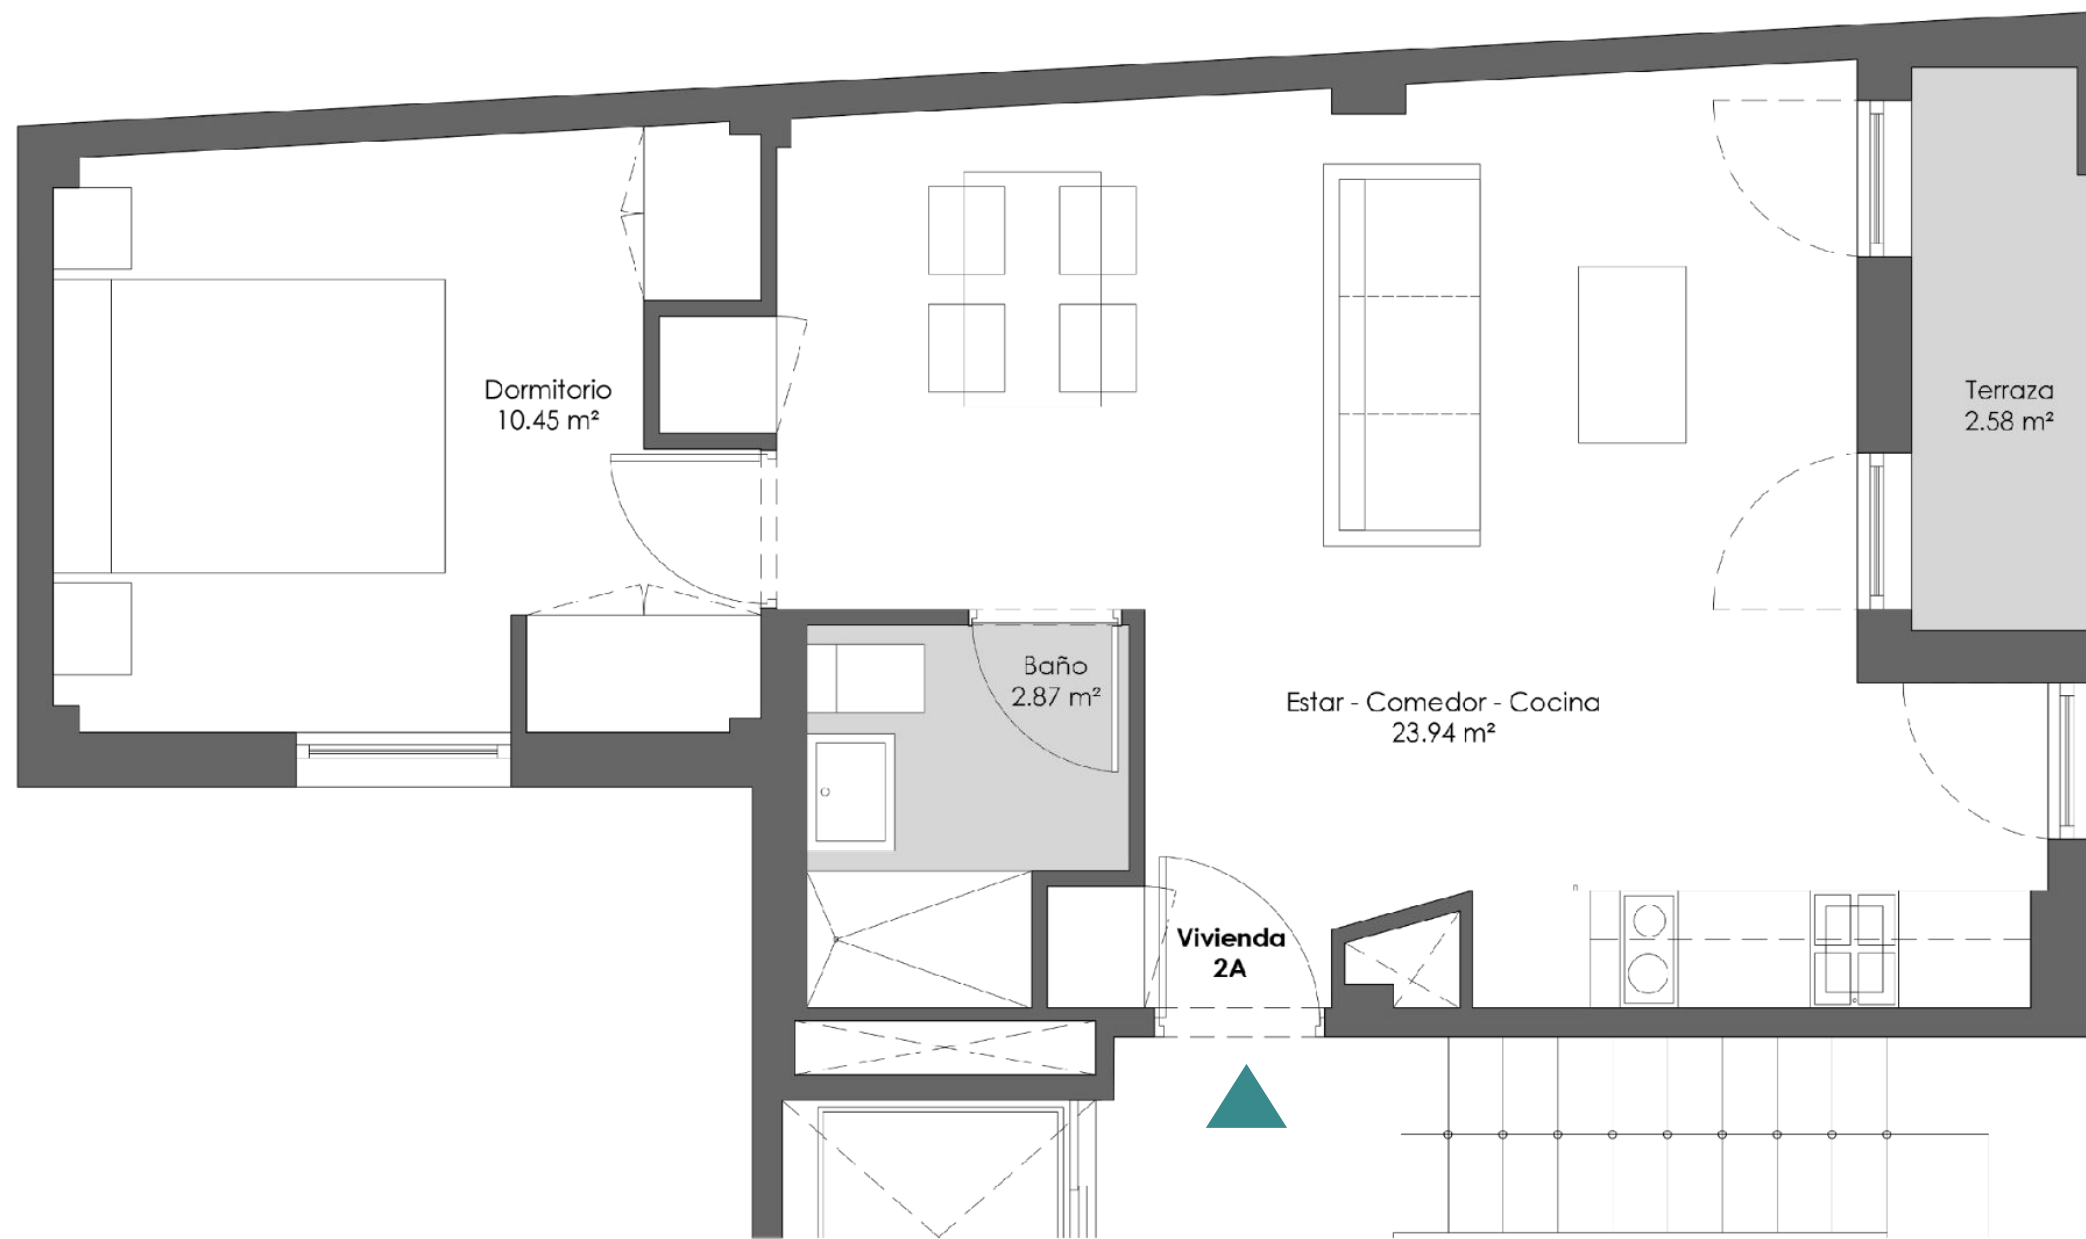 Dormitorio
10.45 m²
Terraza
2.58 m²
Baño
2.87 m²
Estar - Comedor - Cocina
23.94 m²
Vivienda
2A